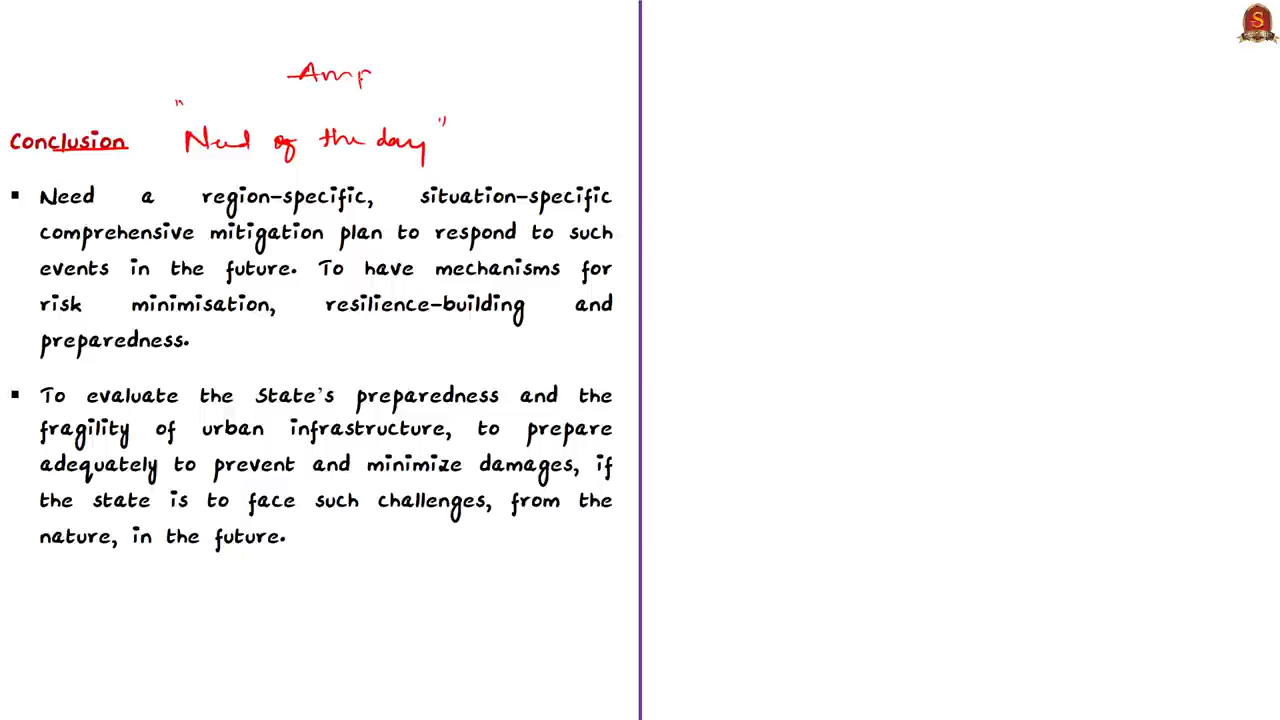 Conclusion "Need of the day"
▪ Need a region-specific, situation-specific
comprehensive mitigation plan to respond to such
events in the future. To have mechanisms for
risk minimisation, resilience-building and
preparedness.
▪ To evaluate the State's preparedness and the
fragility of urban infrastructure, to prepare
adequately to prevent and minimize damages, if
the state is to face such challenges, from the
nature, in the future.
S